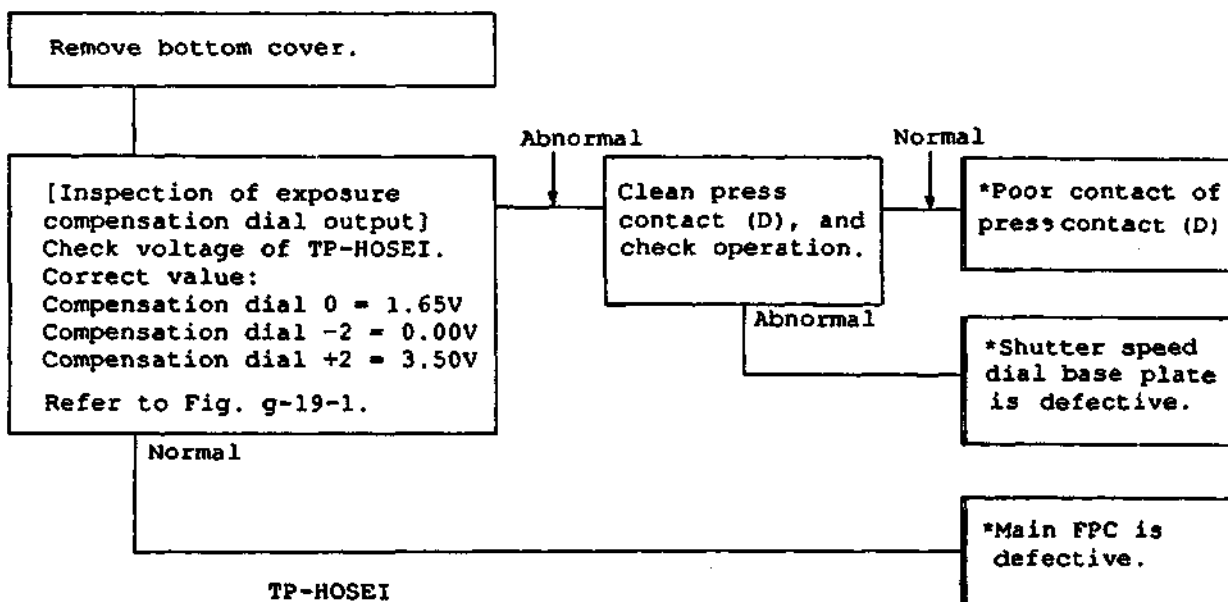 Remove bottom cover.
Abnormal
Normal
[Inspection of exposure
compensation dial output]
Check voltage of TP-HOSEI.
Correct value:
Compensation dial 0 = 1.65V
Compensation dial -2 = 0.00V
Compensation dial +2 = 3.50V
Refer to Fig. g-19-1.
Clean press
contact (D), and
check operation.
*Poor contact of
press contact (D)
Abnormal
*Shutter speed
dial base plate
is defective.
Normal
*Main FPC is
defective.
TP-HOSEI